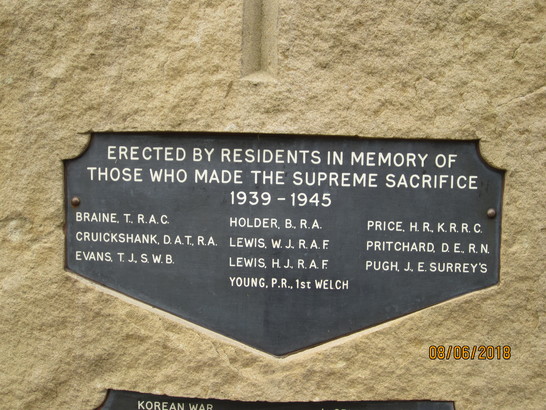 ERECTED BY RESIDENTS IN MEMORY OF
THOSE WHO MADE THE SUPREME SACRIFICE
1939 - 1945
BRAINE, T., R.A.C.
CRUICKSHANK, D.A.T., R.A.
EVANS, T. J., S.W.B.
HOLDER, B., R.A.
LEWIS, W. J., R.A.F.
LEWIS, H. J., R.A.F.
YOUNG, P.R., 1st WELCH
PRICE, H. R., K.R.R.C.
PRITCHARD, D. E., R.N.
PUGH, J. E. SURREY'S
KOREAN WAR
08/06/2018